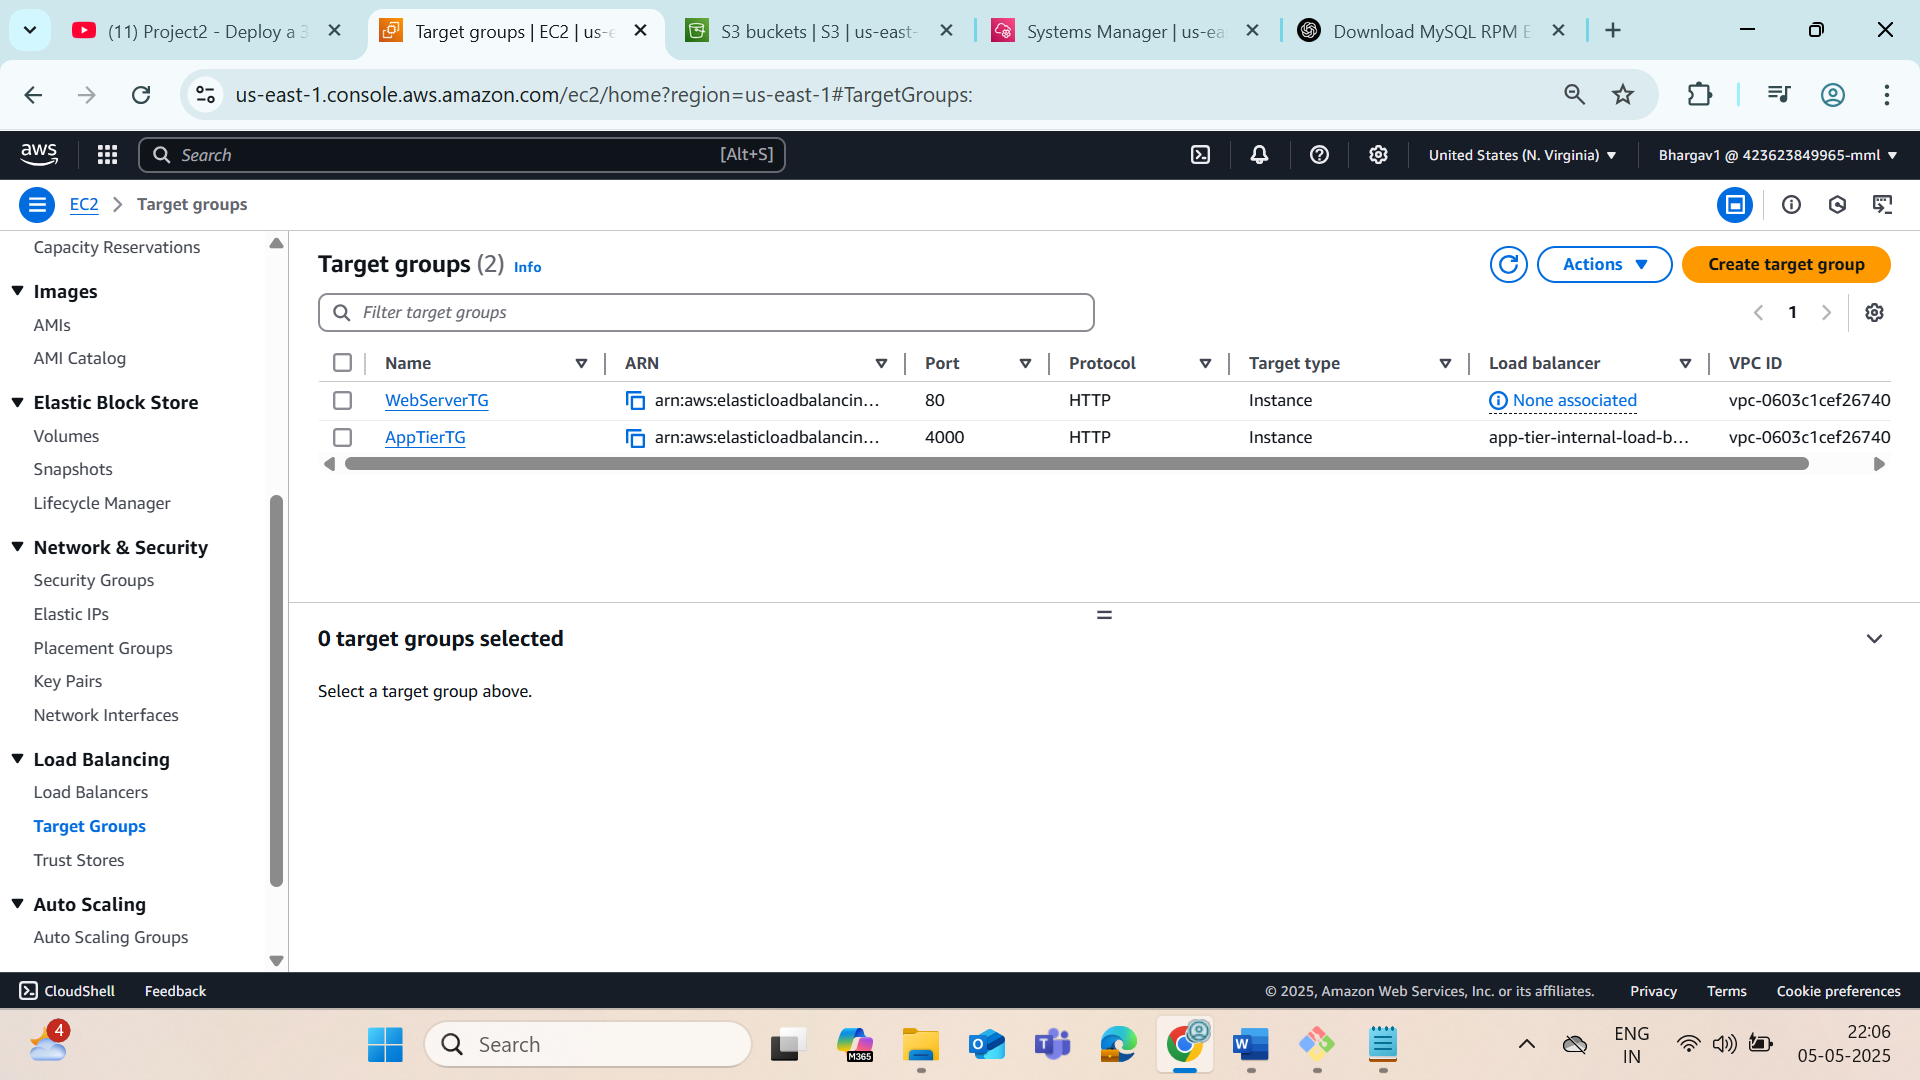 (11) Project2 - Deploy a 3
Target groups | EC2 | us-e
S3 buckets | S3 | us-east-
Systems Manager | us-ea
Download MySQL RPM E
us-east-1.console.aws.amazon.com/ec2/home?region=us-east-1#TargetGroups:
aws
Search
[Alt+S]
United States (N. Virginia)
Bhargav1 @ 423623849965-mml
EC2
Target groups
Capacity Reservations
Images
AMIs
AMI Catalog
Elastic Block Store
Volumes
Snapshots
Lifecycle Manager
Network & Security
Security Groups
Elastic IPs
Placement Groups
Key Pairs
Network Interfaces
Load Balancing
Load Balancers
Target Groups
Trust Stores
Auto Scaling
Auto Scaling Groups
Target groups (2) Info
Actions
Create target group
Filter target groups
1
Name ARN Port Protocol Target type Load balancer VPC ID
WebServerTG arn:aws:elasticloadbalancin... 80 HTTP Instance None associated vpc-0603c1cef26740
AppTierTG arn:aws:elasticloadbalancin... 4000 HTTP Instance app-tier-internal-load-b... vpc-0603c1cef26740
0 target groups selected
Select a target group above.
CloudShell
Feedback
© 2025, Amazon Web Services, Inc. or its affiliates.
Privacy
Terms
Cookie preferences
4
Search
M365
ENG
IN
22:06
05-05-2025